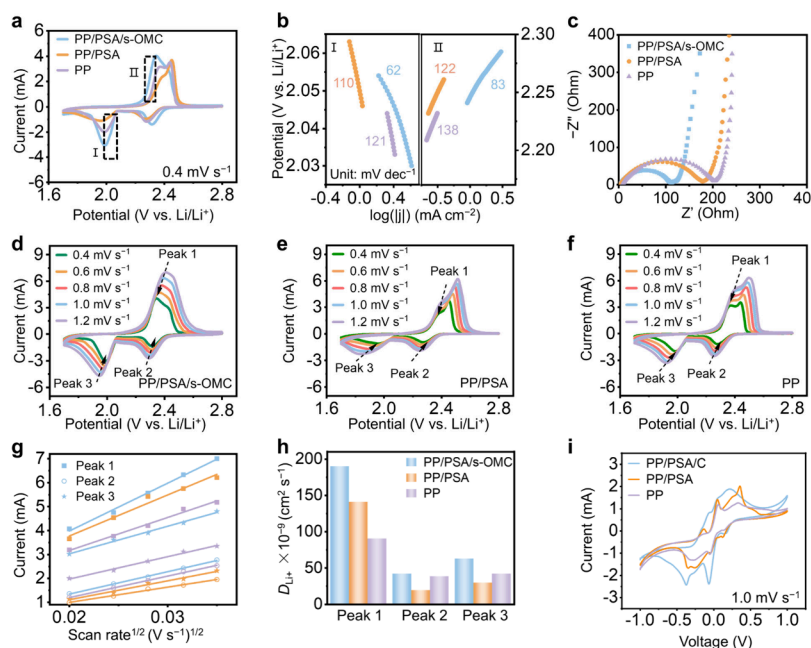 a
PP/PSA/s-OMC
PP/PSA
PP
II
I
0.4 mV s⁻¹
Current (mA)
6
4
2
0
-2
-4
-6
1.6 2.0 2.4 2.8
Potential (V vs. Li/Li⁺)
b
I
II
110
62
121
122
83
138
Unit: mV dec⁻¹
Potential (V vs. Li/Li⁺)
2.06
2.05
2.04
2.03
2.30
2.28
2.26
2.24
2.22
2.20
-0.4 0.0 0.4 -0.5 0.0 0.5
log(|j|) (mA cm⁻²)
c
PP/PSA/s-OMC
PP/PSA
PP
−Z″ (Ohm)
400
300
200
100
0
0 100 200 300 400
Z' (Ohm)
d
0.4 mV s⁻¹
0.6 mV s⁻¹
0.8 mV s⁻¹
1.0 mV s⁻¹
1.2 mV s⁻¹
Peak 1
Peak 2
Peak 3
PP/PSA/s-OMC
Current (mA)
9
6
3
0
-3
-6
1.6 2.0 2.4 2.8
Potential (V vs. Li/Li⁺)
e
0.4 mV s⁻¹
0.6 mV s⁻¹
0.8 mV s⁻¹
1.0 mV s⁻¹
1.2 mV s⁻¹
Peak 1
Peak 2
Peak 3
PP/PSA
Current (mA)
9
6
3
0
-3
-6
1.6 2.0 2.4 2.8
Potential (V vs. Li/Li⁺)
f
0.4 mV s⁻¹
0.6 mV s⁻¹
0.8 mV s⁻¹
1.0 mV s⁻¹
1.2 mV s⁻¹
Peak 1
Peak 2
Peak 3
PP
Current (mA)
9
6
3
0
-3
-6
1.6 2.0 2.4 2.8
Potential (V vs. Li/Li⁺)
g
Peak 1
Peak 2
Peak 3
Current (mA)
7
6
5
4
3
2
1
0.02 0.03
Scan rate¹ᐟ² (V s⁻¹)¹ᐟ²
h
PP/PSA/s-OMC
PP/PSA
PP
D Li⁺ ×10⁻⁹ (cm² s⁻¹)
200
150
100
50
0
Peak 1 Peak 2 Peak 3
i
PP/PSA/C
PP/PSA
PP
1.0 mV s⁻¹
Current (mA)
3
2
1
0
-1
-2
-3
-1.0 -0.5 0.0 0.5 1.0
Voltage (V)